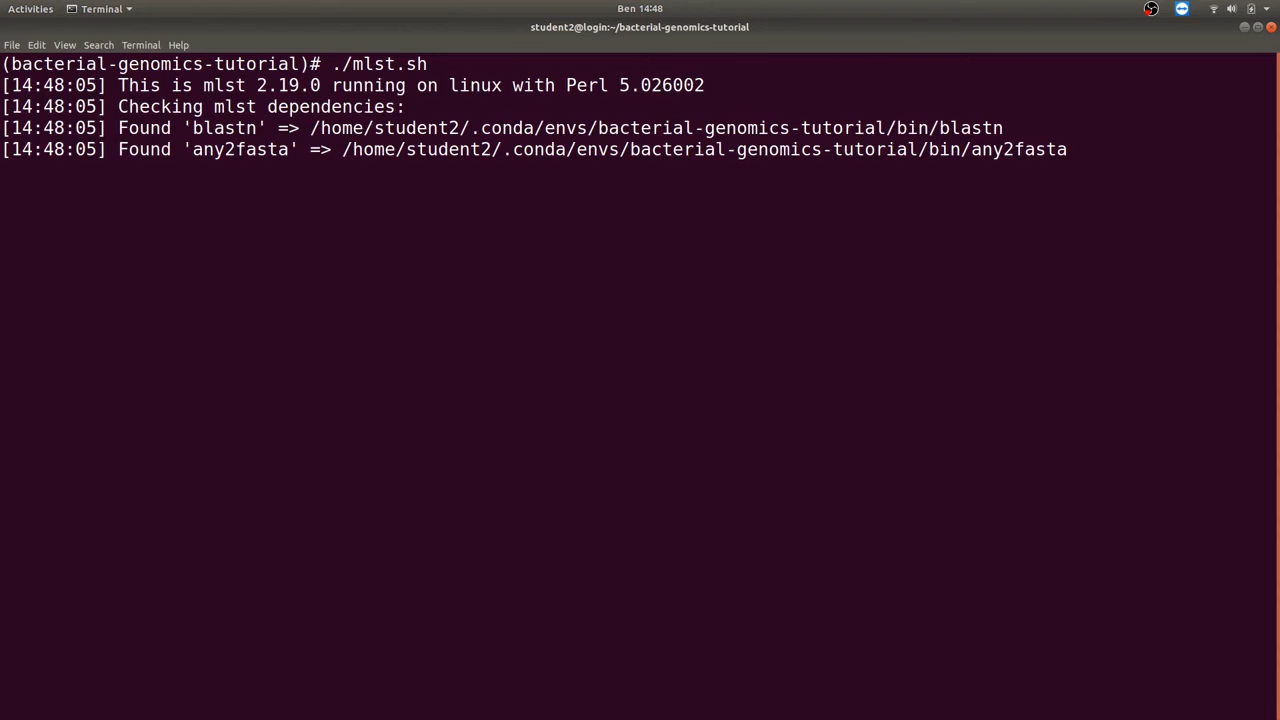 Activities Terminal Ben 14:48
student2@login:~/bacterial-genomics-tutorial
File Edit View Search Terminal Help
(bacterial-genomics-tutorial)# ./mlst.sh
[14:48:05] This is mlst 2.19.0 running on linux with Perl 5.026002
[14:48:05] Checking mlst dependencies:
[14:48:05] Found 'blastn' => /home/student2/.conda/envs/bacterial-genomics-tutorial/bin/blastn
[14:48:05] Found 'any2fasta' => /home/student2/.conda/envs/bacterial-genomics-tutorial/bin/any2fasta